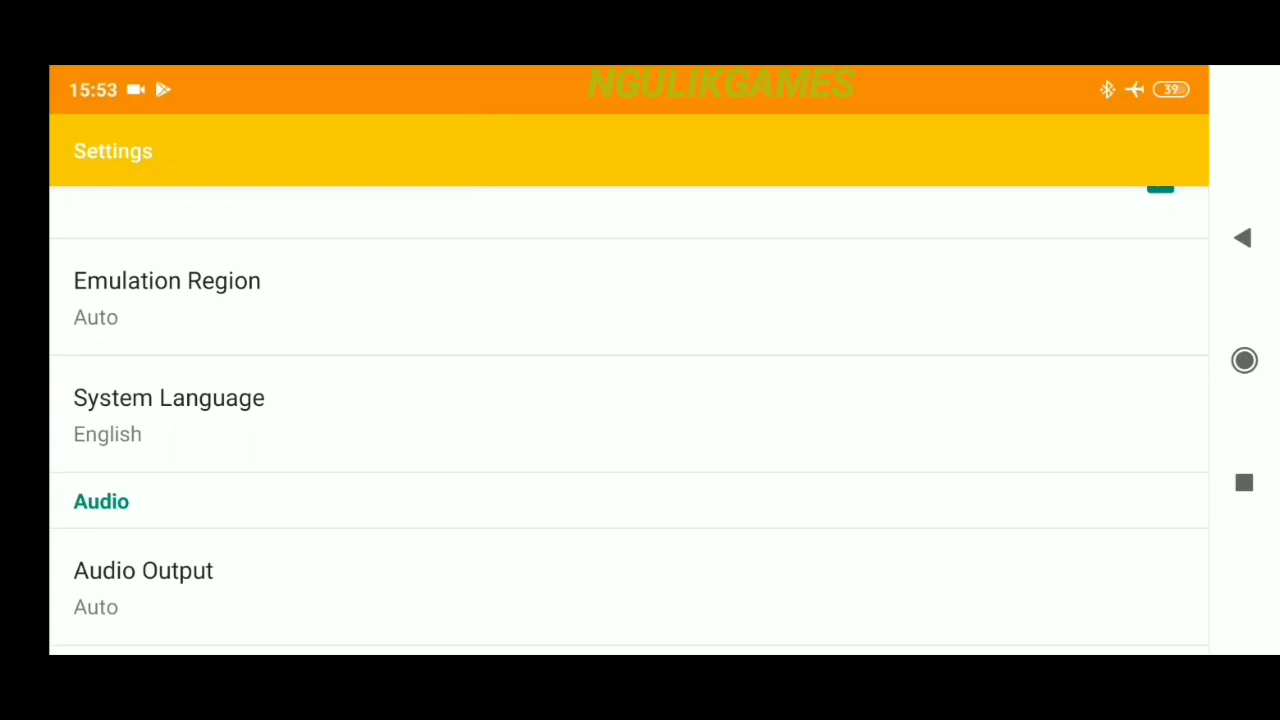 15:53
NGULIKGAMES
39
Settings
Emulation Region
Auto
System Language
English
Audio
Audio Output
Auto